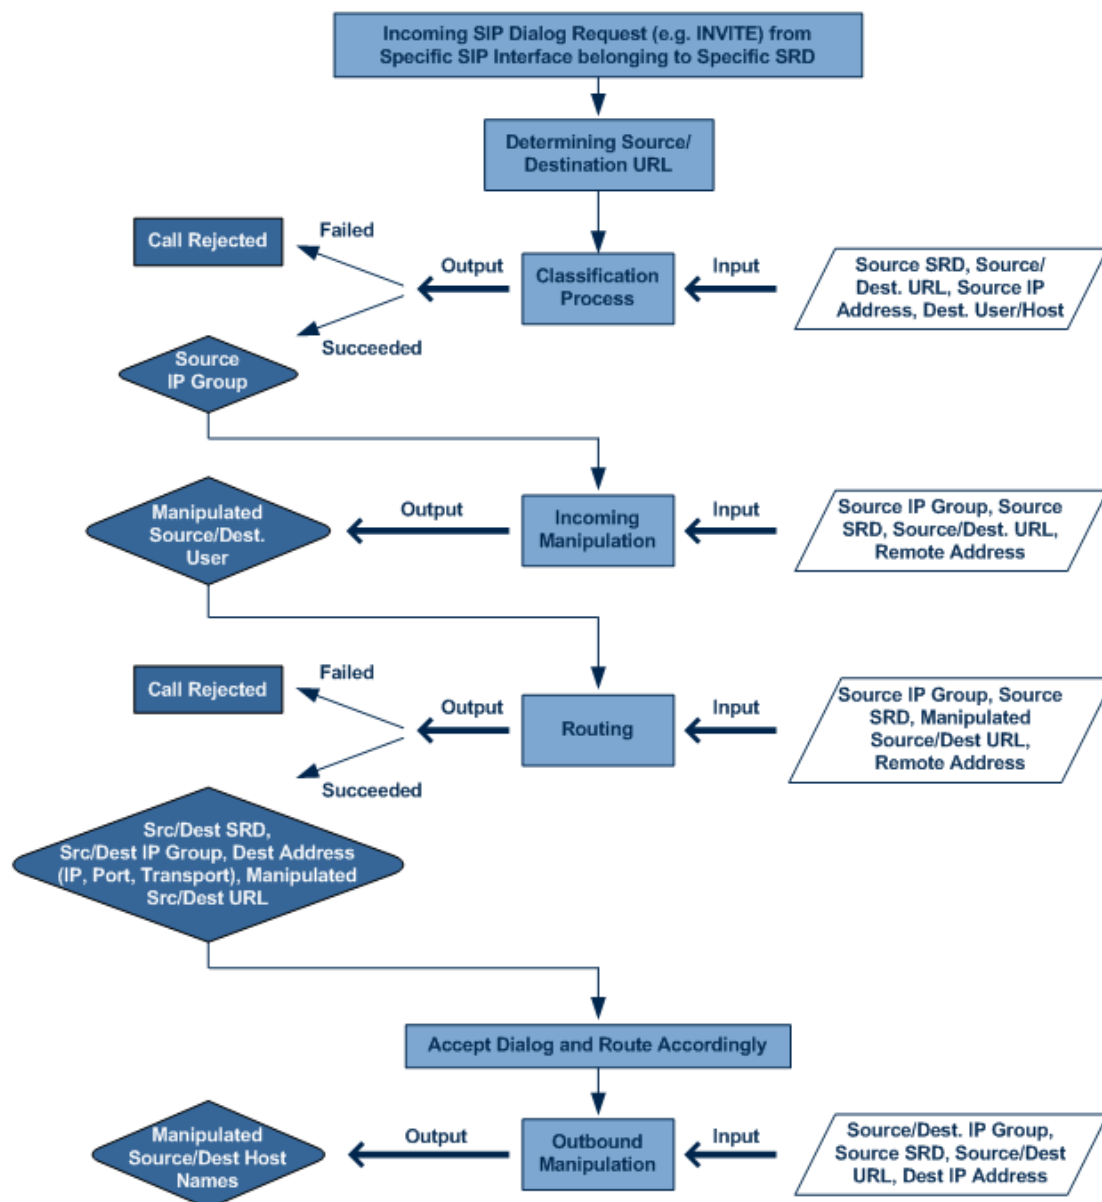 Incoming SIP Dialog Request (e.g. INVITE) from
Specific SIP Interface belonging to Specific SRD
Determining Source/
Destination URL
Call Rejected
Failed
Output
Classification
Process
Input
Source SRD, Source/
Dest. URL, Source IP
Address, Dest. User/Host
Succeeded
Source
IP Group
Manipulated
Source/Dest.
User
Output
Incoming
Manipulation
Input
Source IP Group, Source
SRD, Source/Dest. URL,
Remote Address
Call Rejected
Failed
Output
Routing
Input
Source IP Group, Source
SRD, Manipulated
Source/Dest URL,
Remote Address
Succeeded
Src/Dest SRD,
Src/Dest IP Group, Dest Address
(IP, Port, Transport), Manipulated
Src/Dest URL
Accept Dialog and Route Accordingly
Manipulated
Source/Dest Host
Names
Output
Outbound
Manipulation
Input
Source/Dest. IP Group,
Source SRD, Source/Dest
URL, Dest IP Address